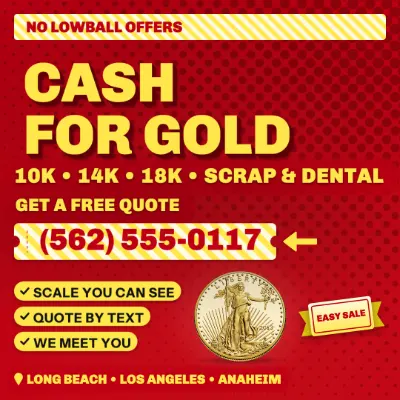 NO LOWBALL OFFERS
CASH
FOR GOLD
10K • 14K • 18K • SCRAP & DENTAL
GET A FREE QUOTE
(562) 555-0117
SCALE YOU CAN SEE
QUOTE BY TEXT
WE MEET YOU
LIBERTY
EASY SALE
LONG BEACH • LOS ANGELES • ANAHEIM